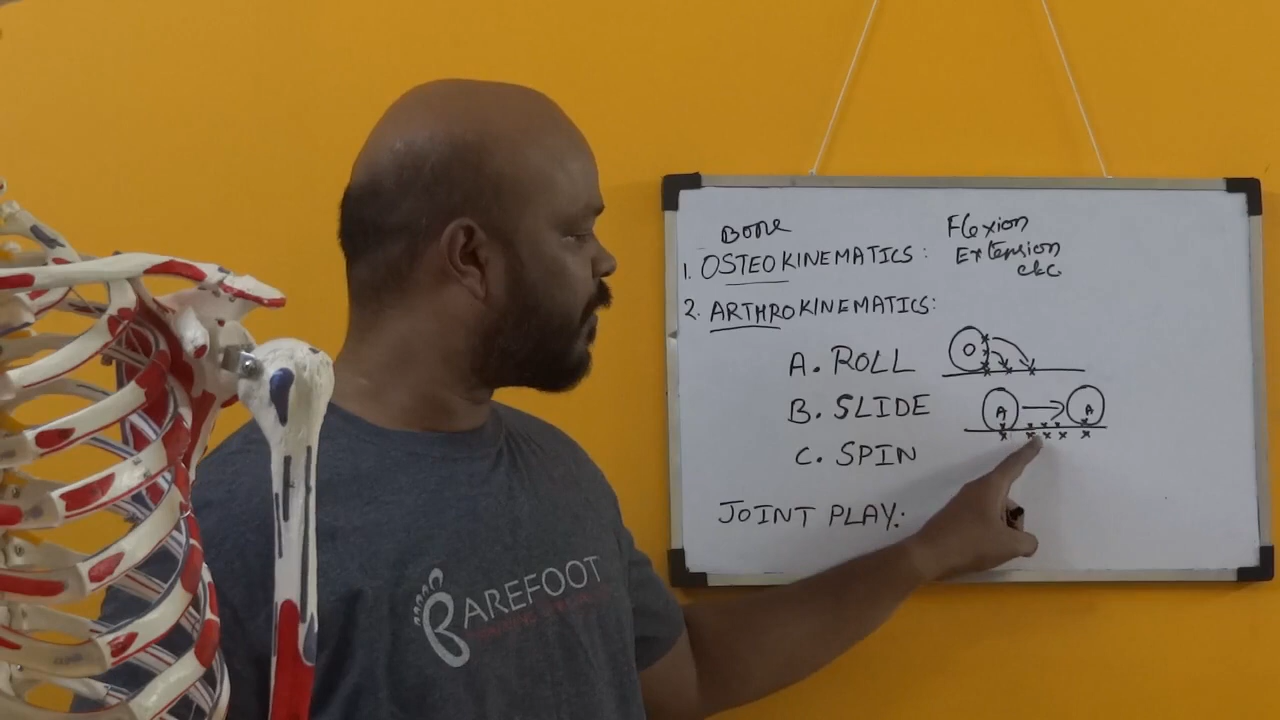 Bone
1. OSTEOKINEMATICS: Flexion
Extension
etc
2. ARTHROKINEMATICS:
A. ROLL O
B. SLIDE A A
C. SPIN
JOINT PLAY:
BAREFOOT